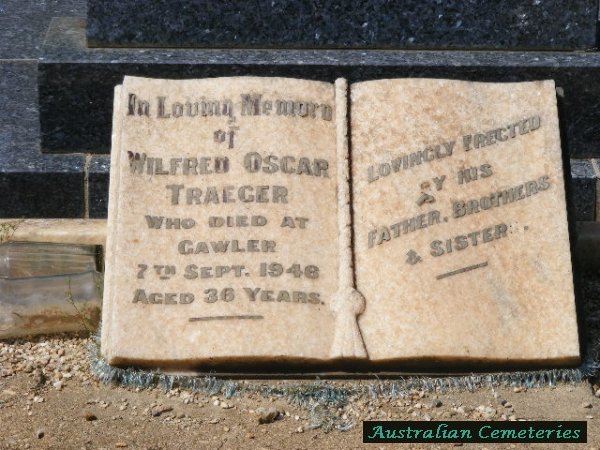 In Loving Memory
of
Wilfred Oscar
Traeger
Who died at
Gawler
7th Sept. 1946
Aged 36 Years.
Lovingly Erected
By His
Father, Brothers
& Sister
Australian Cemeteries